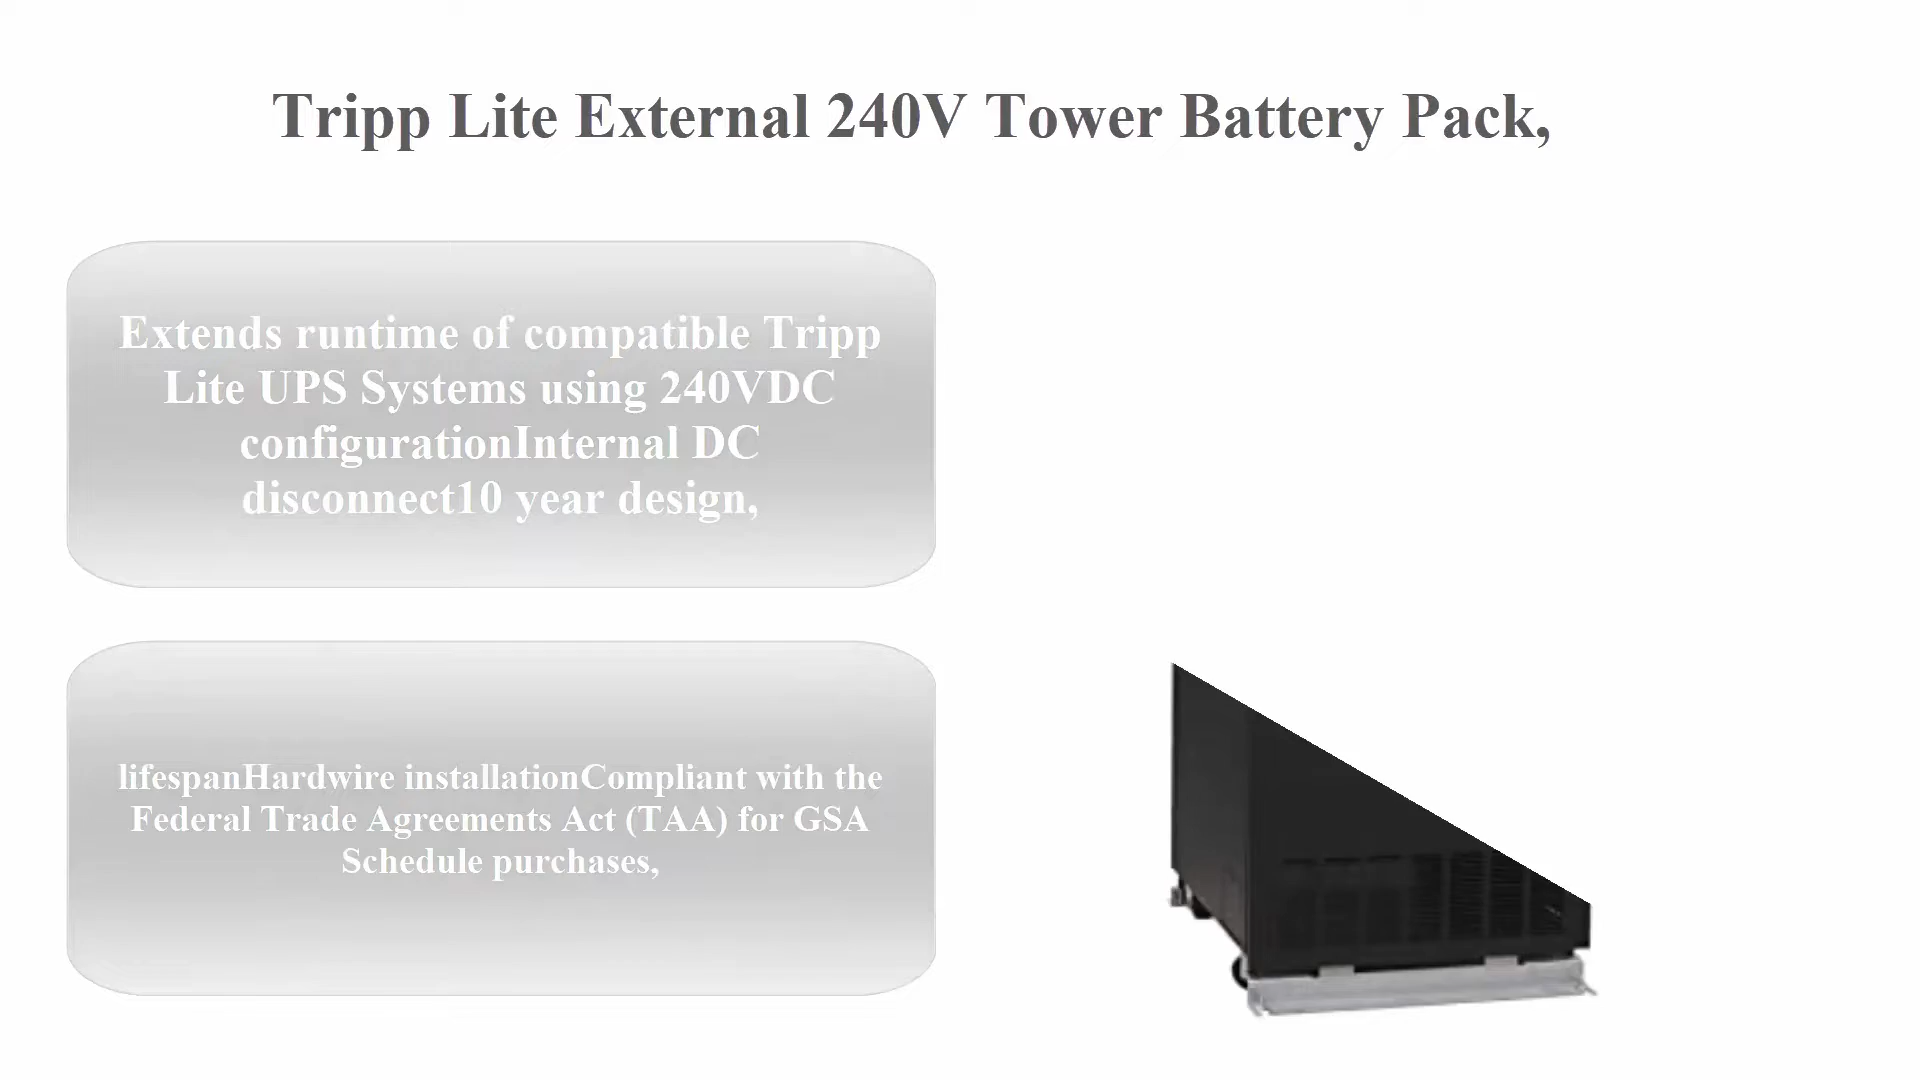 Tripp Lite External 240V Tower Battery Pack,
Extends runtime of compatible Tripp
Lite UPS Systems using 240VDC
configurationInternal DC
disconnect10 year design,
lifespanHardwire installationCompliant with the
Federal Trade Agreements Act (TAA) for GSA
Schedule purchases,